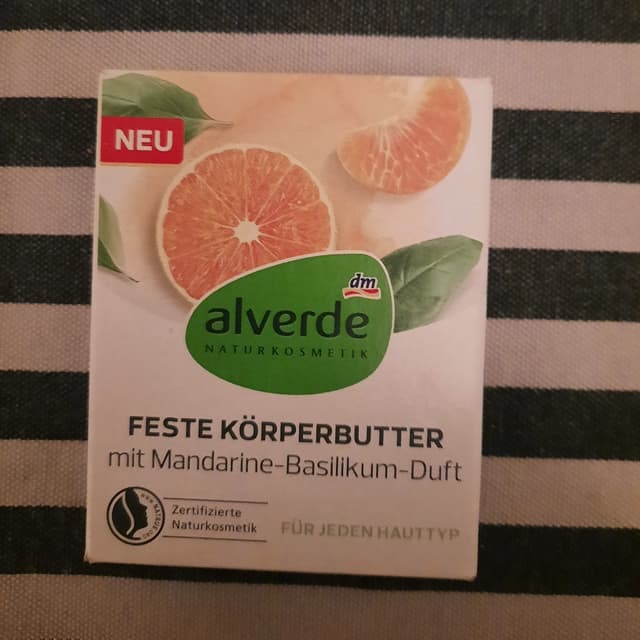 NEU
dm
alverde
NATURKOSMETIK
FESTE KÖRPERBUTTER
mit Mandarine-Basilikum-Duft
Zertifizierte
Naturkosmetik
FÜR JEDEN HAUTTYP